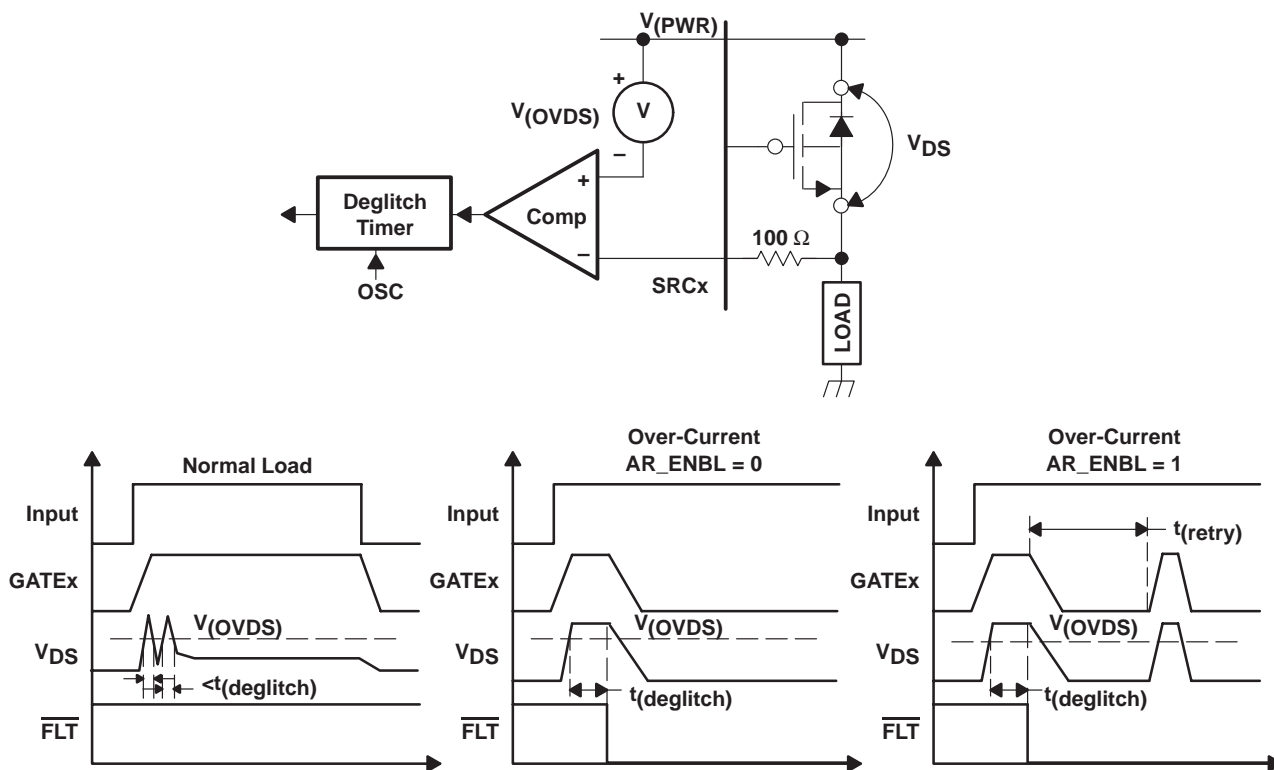 V(PWR)
+
V(OVDS)
V
−
VDS
+
Deglitch
Timer
Comp
100 Ω
−
OSC
SRCx
LOAD
Normal Load
Input
GATEx
V(OVDS)
VDS
<t(deglitch)
FLT
Over-Current
AR_ENBL = 0
Input
GATEx
V(OVDS)
VDS
t(deglitch)
FLT
Over-Current
AR_ENBL = 1
Input
t(retry)
GATEx
V(OVDS)
VDS
t(deglitch)
FLT